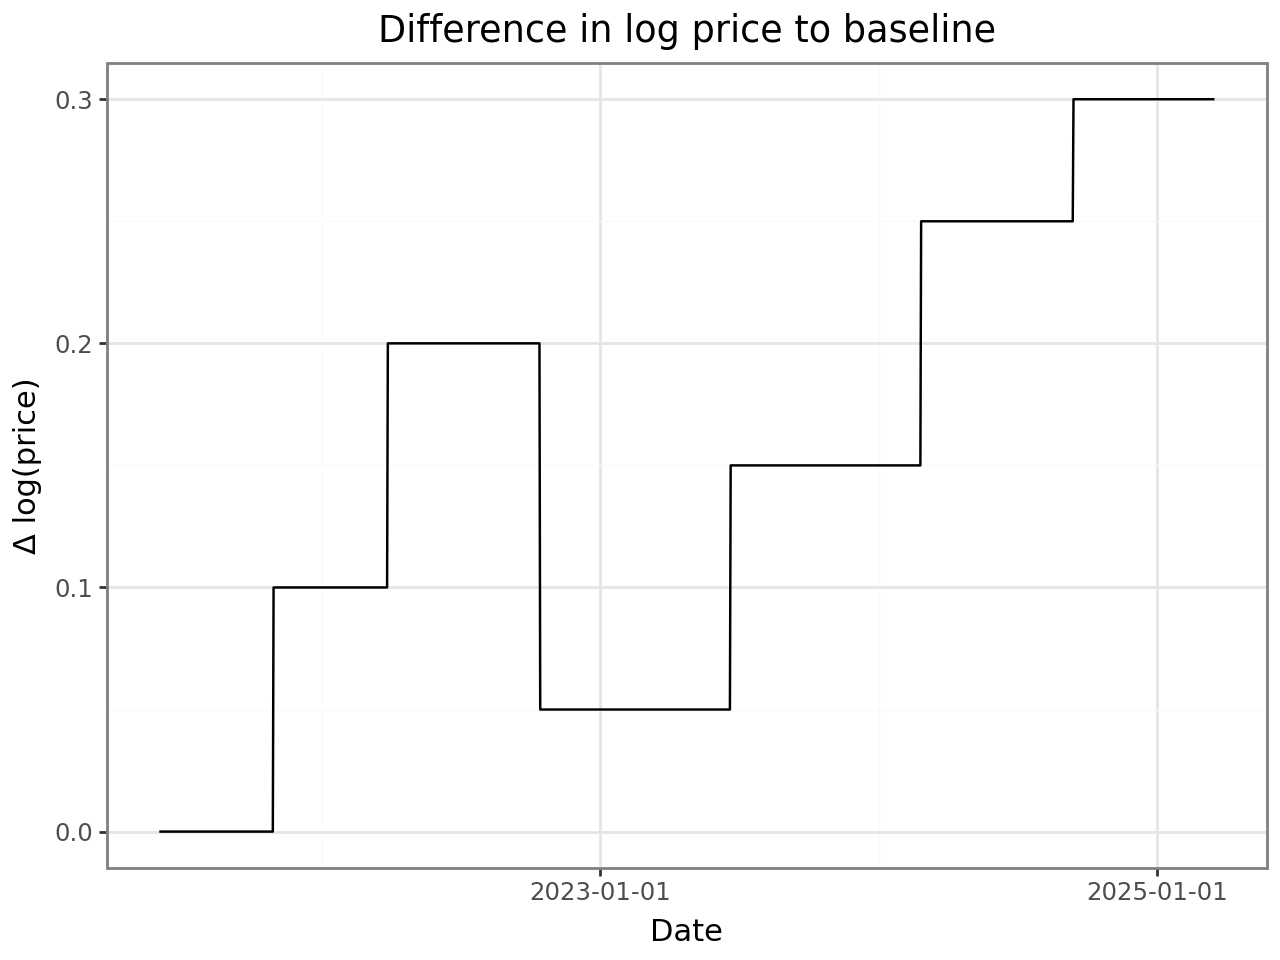 Difference in log price to baseline
Δ log(price)
0.3
0.2
0.1
0.0
2023-01-01
2025-01-01
Date